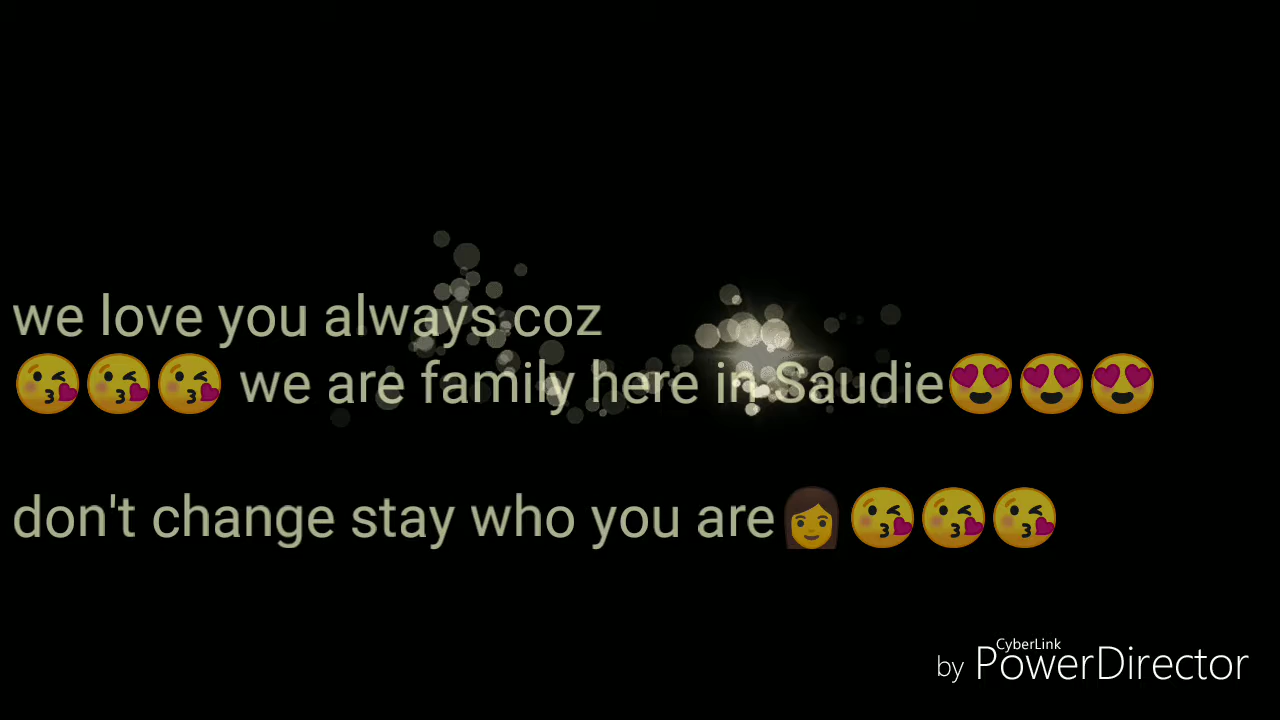 we love you always coz
😘😘😘 we are family here in Saudie😍😍😍
don't change stay who you are👩😘😘😘
CyberLink
by PowerDirector